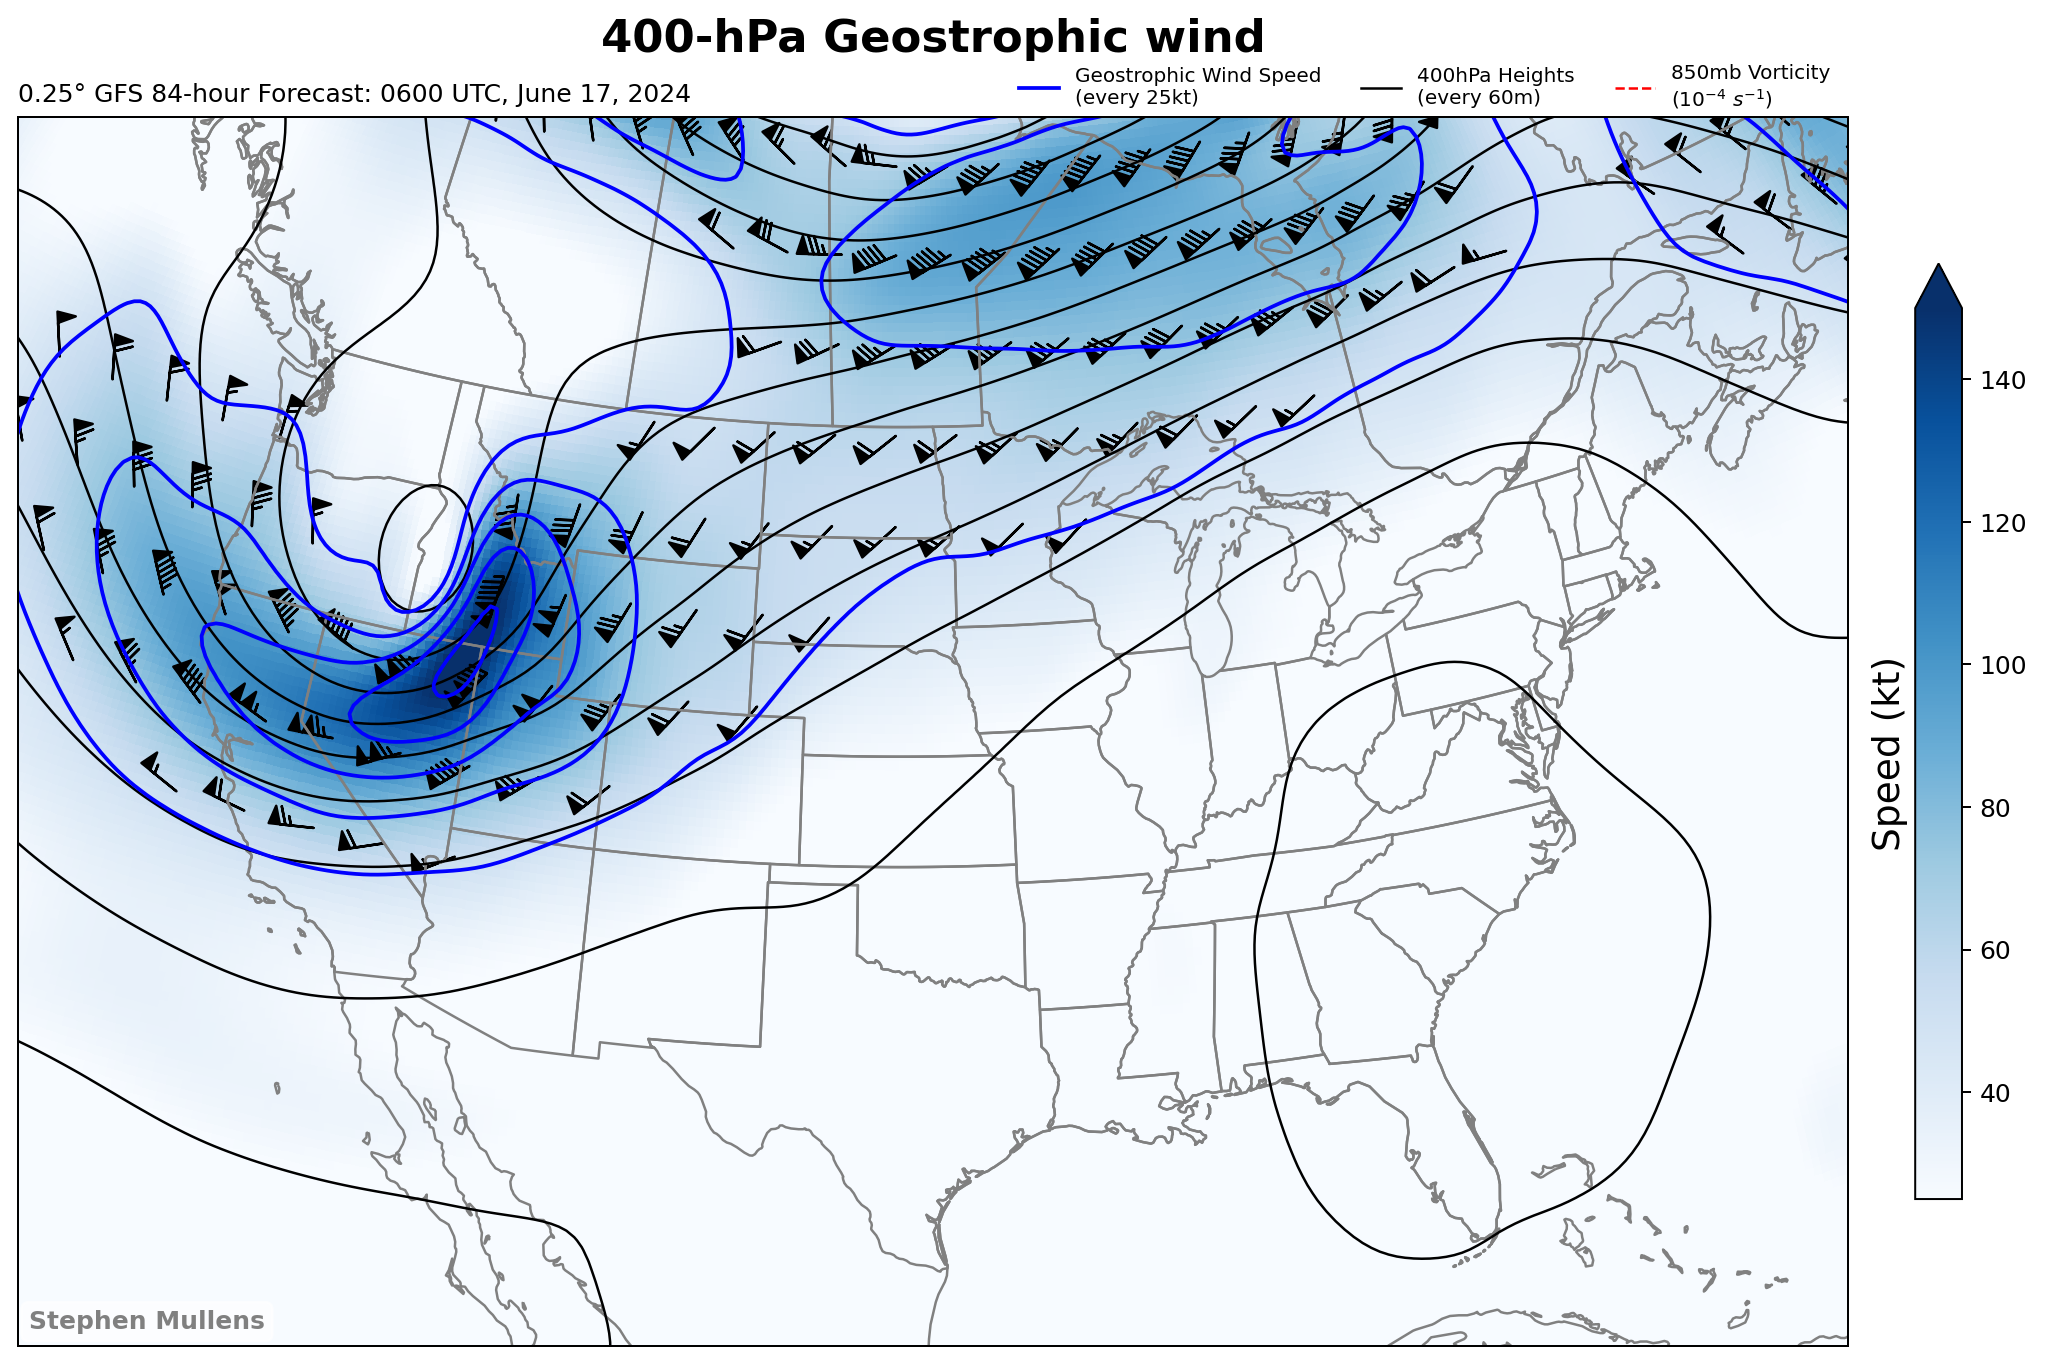 400-hPa Geostrophic wind
0.25° GFS 84-hour Forecast: 0600 UTC, June 17, 2024
Geostrophic Wind Speed
(every 25kt)
400hPa Heights
(every 60m)
850mb Vorticity
(10⁻⁴ s⁻¹)
140
120
100
80
60
40
Speed (kt)
Stephen Mullens